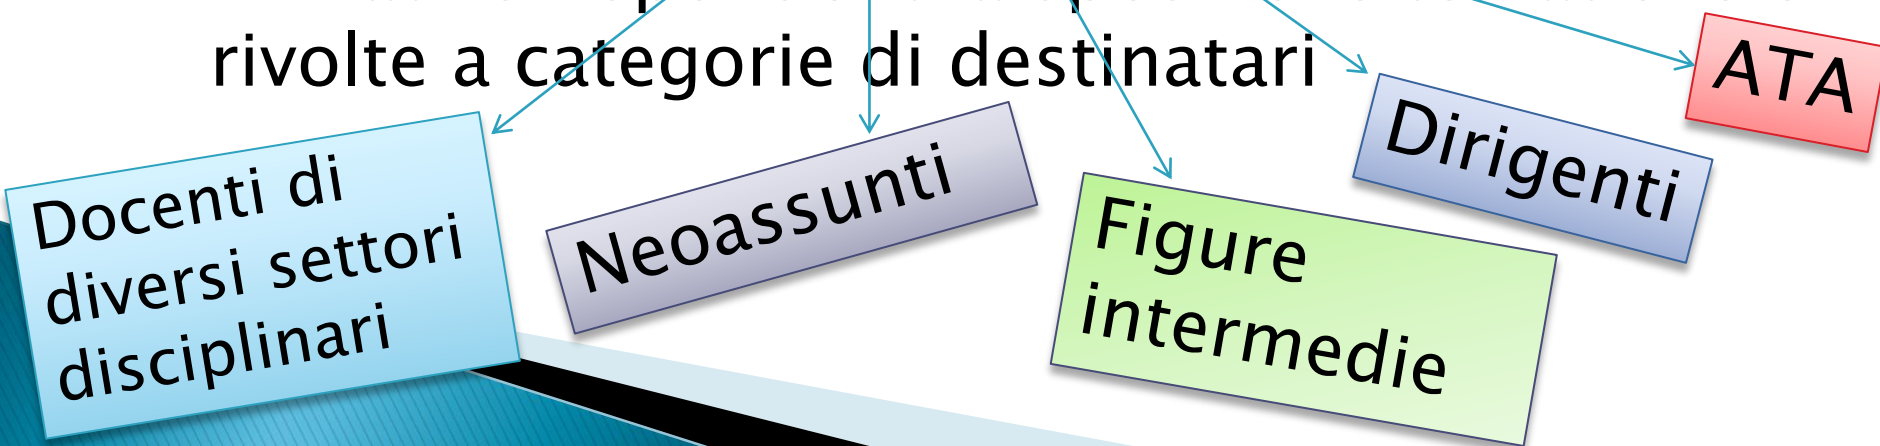 rivolte a categorie di destinatari
ATA
Dirigenti
Docenti di
diversi settori
disciplinari
Neoassunti
Figure
intermedie